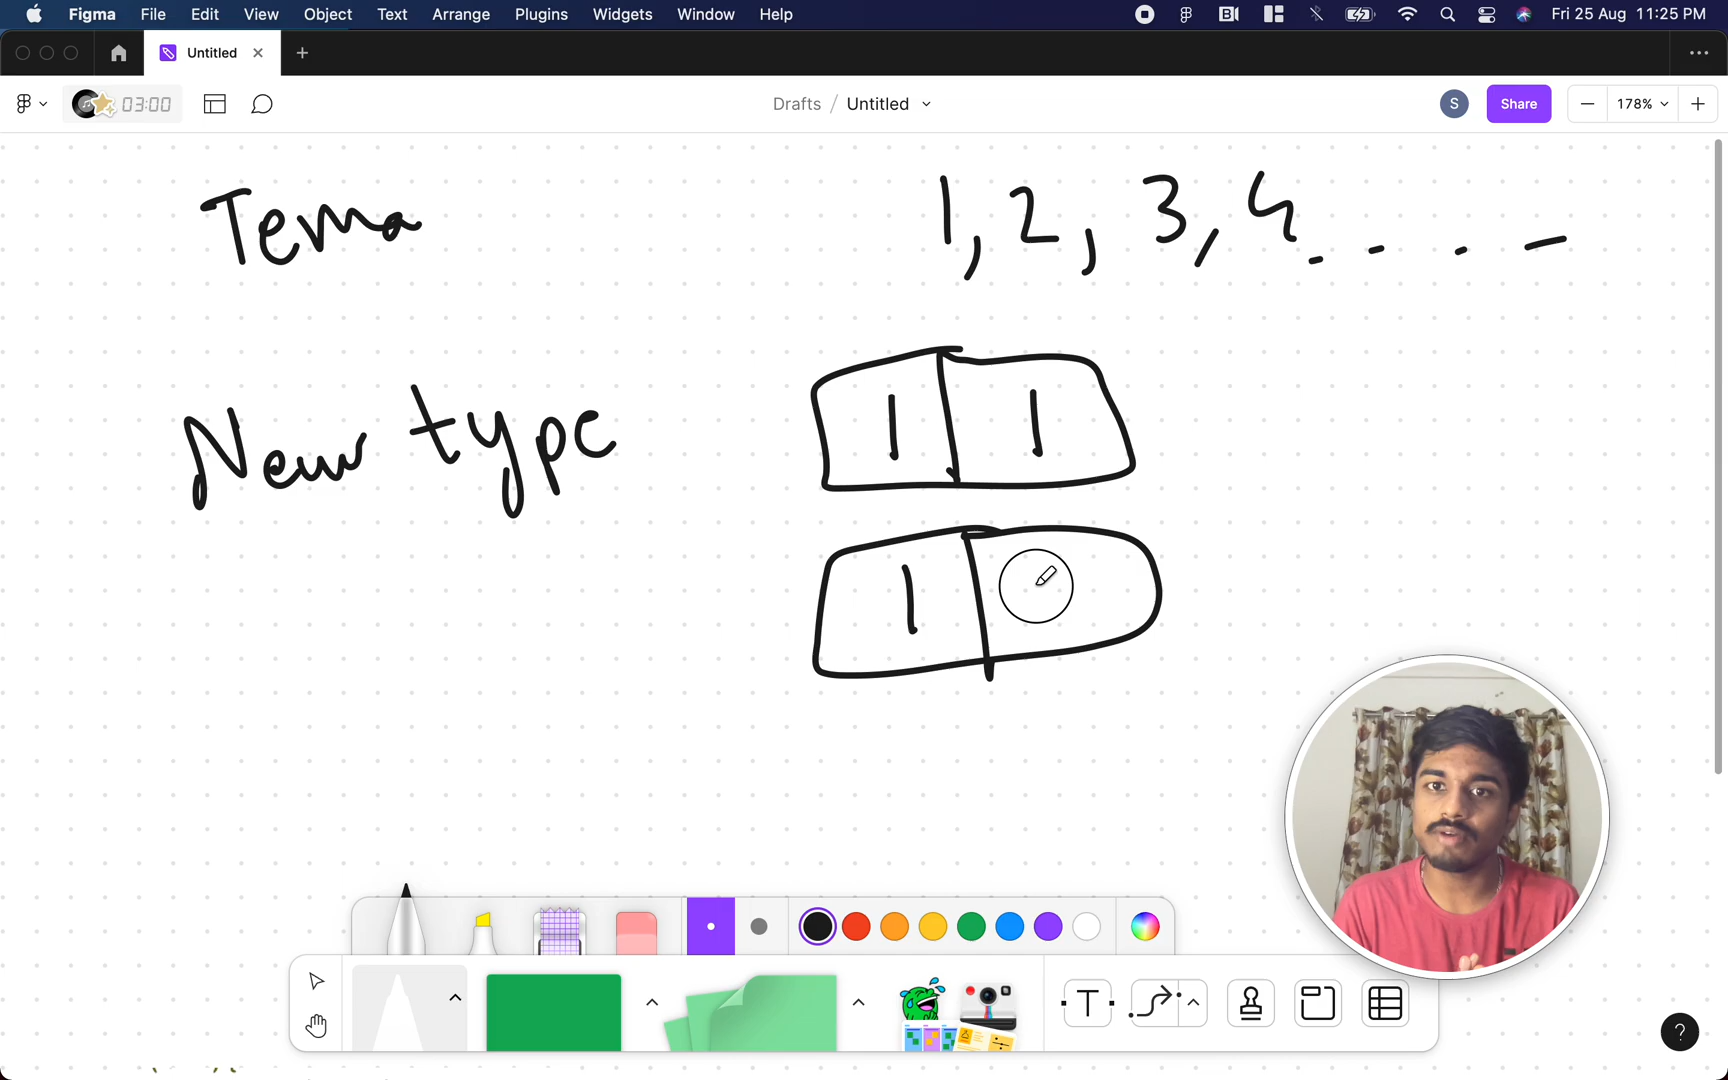 Figma File Edit View Object Text Arrange Plugins Widgets Window Help Fri 25 Aug 11:25 PM
Untitled
03:00 Drafts / Untitled S Share 178%
Tema 1, 2, 3, 4. . . . -
New type 1 1
1
T
?